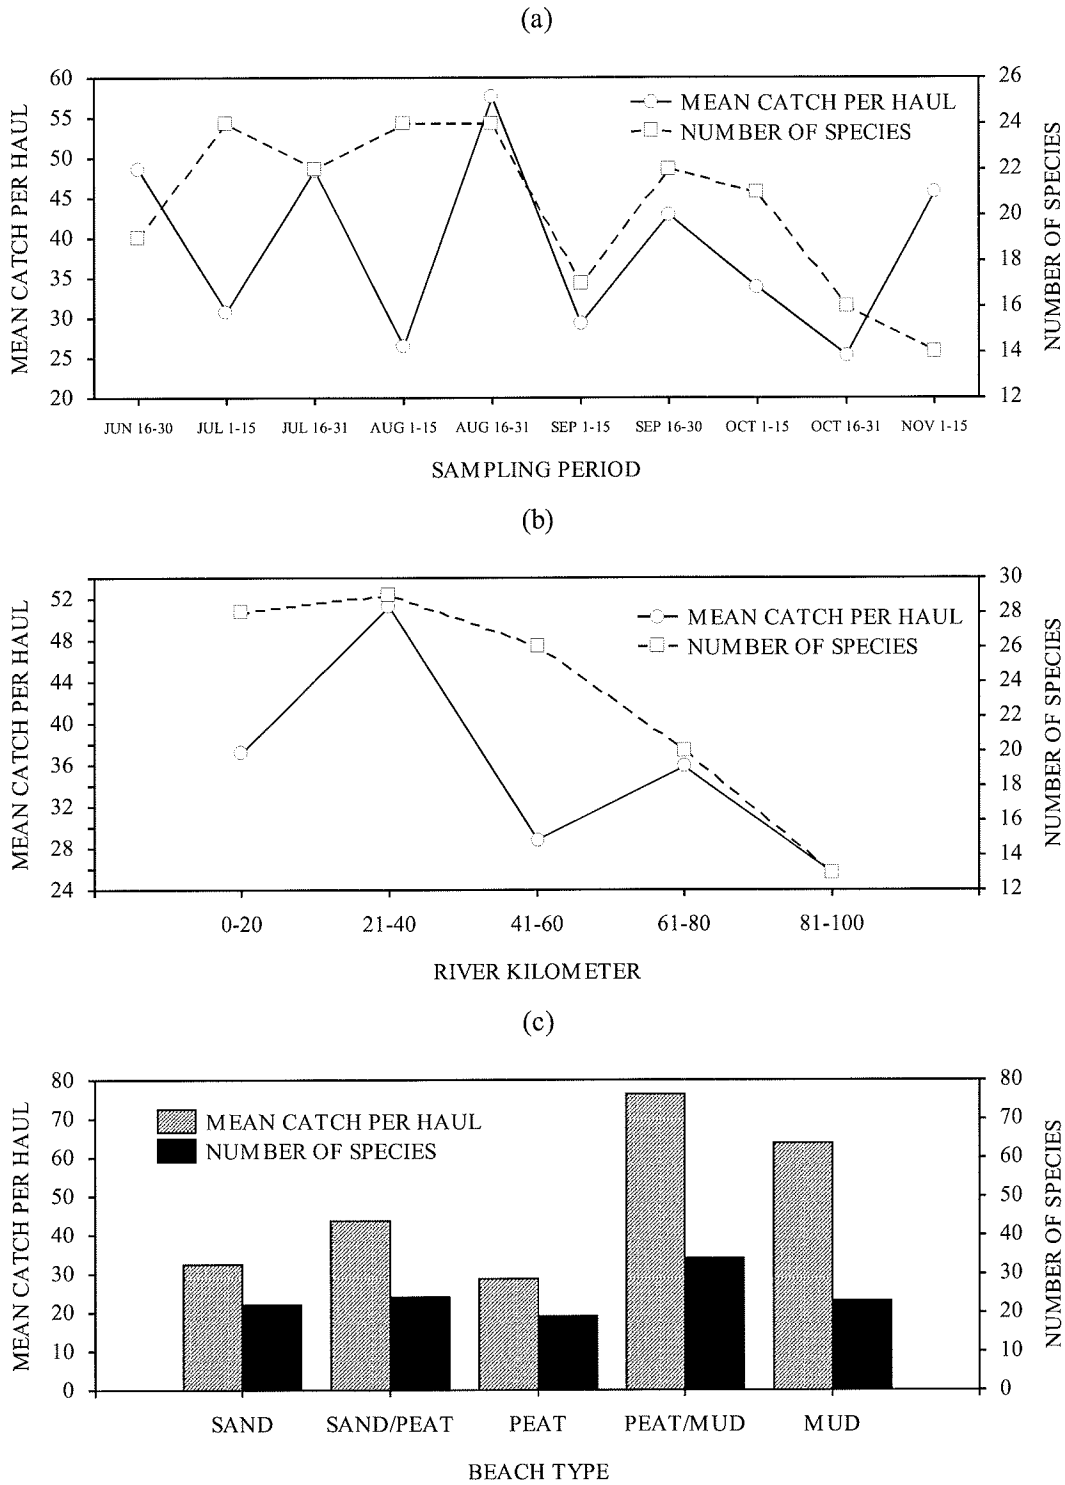 (a)
MEAN CATCH PER HAUL
60
55
50
45
40
35
30
25
20
MEAN CATCH PER HAUL
NUMBER OF SPECIES
26
24
22
20
18
16
14
12
NUMBER OF SPECIES
JUN 16-30 JUL 1-15 JUL 16-31 AUG 1-15 AUG 16-31 SEP 1-15 SEP 16-30 OCT 1-15 OCT 16-31 NOV 1-15
SAMPLING PERIOD
(b)
MEAN CATCH PER HAUL
52
48
44
40
36
32
28
24
MEAN CATCH PER HAUL
NUMBER OF SPECIES
30
28
26
24
22
20
18
16
14
12
NUMBER OF SPECIES
0-20 21-40 41-60 61-80 81-100
RIVER KILOMETER
(c)
MEAN CATCH PER HAUL
80
70
60
50
40
30
20
10
0
MEAN CATCH PER HAUL
NUMBER OF SPECIES
80
70
60
50
40
30
20
10
0
NUMBER OF SPECIES
SAND SAND/PEAT PEAT PEAT/MUD MUD
BEACH TYPE